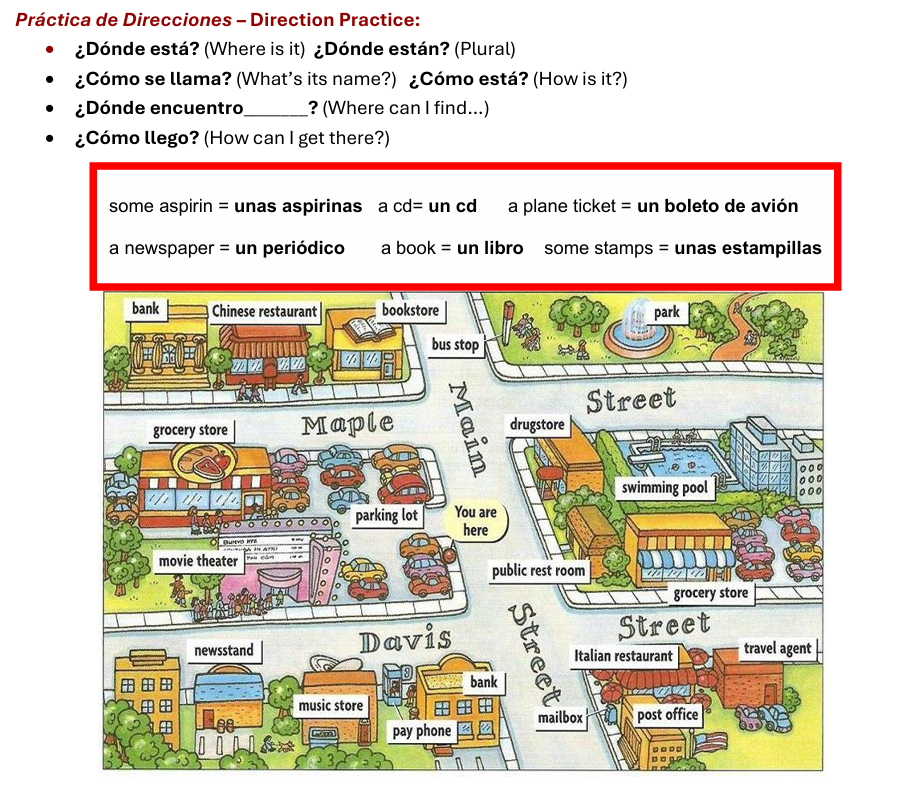 Práctica de Direcciones – Direction Practice:
• ¿Dónde está? (Where is it) ¿Dónde están? (Plural)
• ¿Cómo se llama? (What's its name?) ¿Cómo está? (How is it?)
• ¿Dónde encuentro_______? (Where can I find...)
• ¿Cómo llego? (How can I get there?)
some aspirin = unas aspirinas a cd= un cd a plane ticket = un boleto de avión
a newspaper = un periódico a book = un libro some stamps = unas estampillas
bank
Chinese restaurant
bookstore
park
bus stop
Maple
Main
Street
grocery store
drugstore
swimming pool
parking lot
You are
here
movie theater
public rest room
grocery store
Davis
Street
Street
newsstand
Italian restaurant
travel agent
bank
music store
mailbox
post office
pay phone